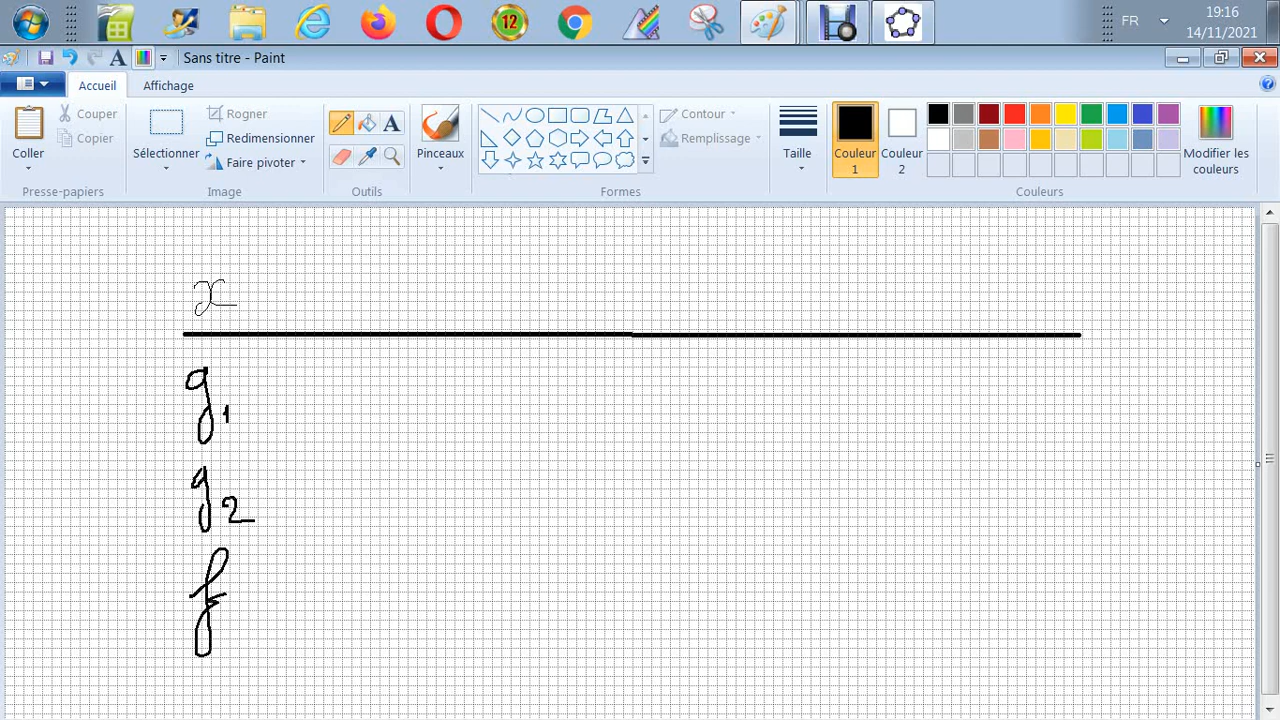 12
FR
19:16
14/11/2021
Sans titre - Paint
Accueil
Affichage
Coller
Couper
Copier
Presse-papiers
Sélectionner
Rogner
Redimensionner
Faire pivoter
Image
A
Outils
Pinceaux
Formes
Contour
Remplissage
Taille
Couleur 1
Couleur 2
Modifier les couleurs
Couleurs
x
g1
g2
f